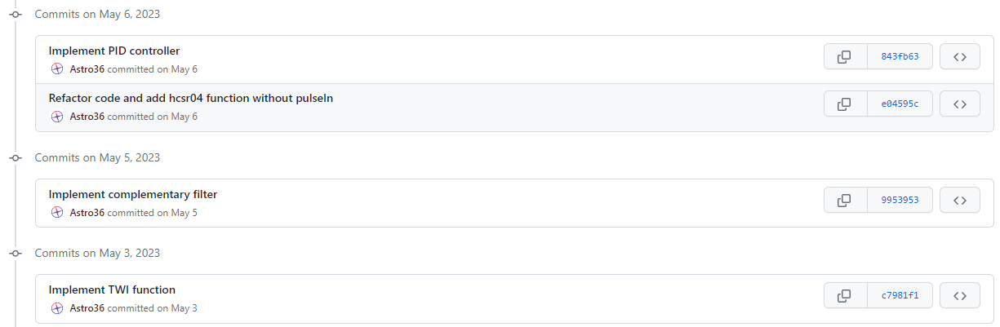 Commits on May 6, 2023
Implement PID controller
Astro36 committed on May 6
843fb63
Refactor code and add hcsr04 function without pulseIn
Astro36 committed on May 6
e04595c
Commits on May 5, 2023
Implement complementary filter
Astro36 committed on May 5
9953953
Commits on May 3, 2023
Implement TWI function
Astro36 committed on May 3
c7981f1